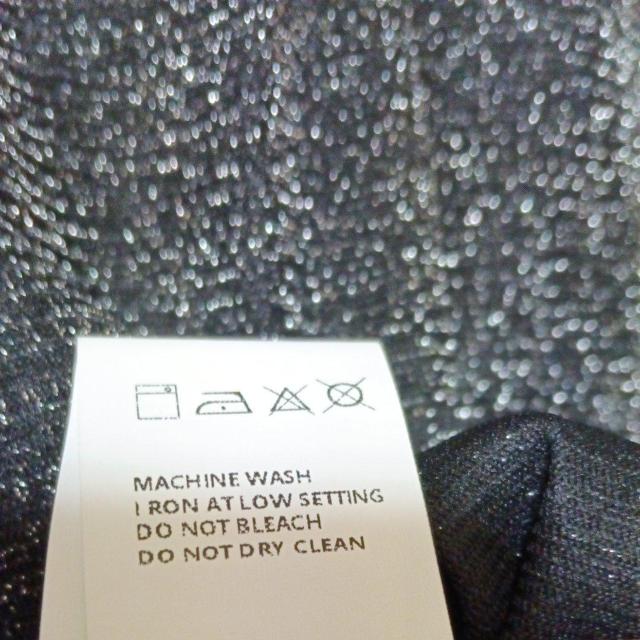 MACHINE WASH
I RON AT LOW SETTING
DO NOT BLEACH
DO NOT DRY CLEAN